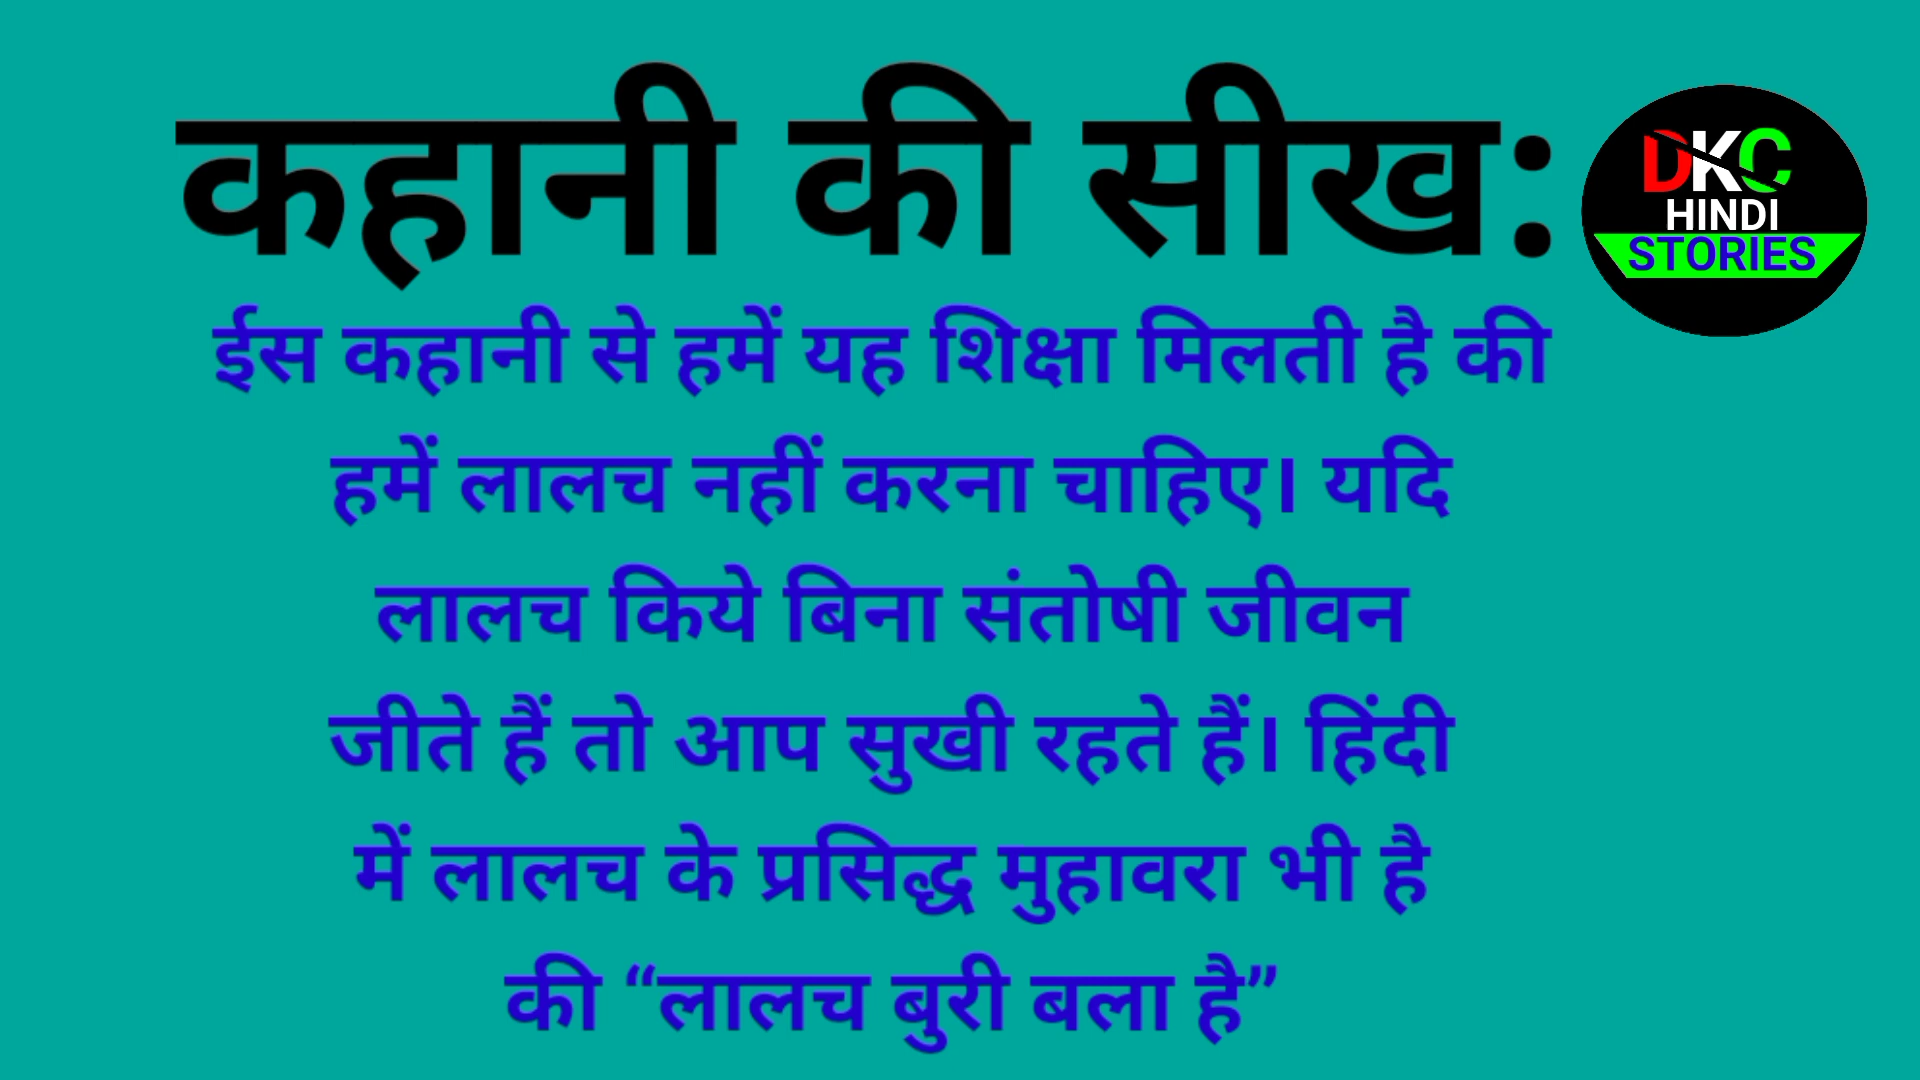 कहानी की सीख:
DKC
HINDI
STORIES
ईस कहानी से हमें यह शिक्षा मिलती है की
हमें लालच नहीं करना चाहिए। यदि
लालच किये बिना संतोषी जीवन
जीते हैं तो आप सुखी रहते हैं। हिंदी
में लालच के प्रसिद्ध मुहावरा भी है
की “लालच बुरी बला है”